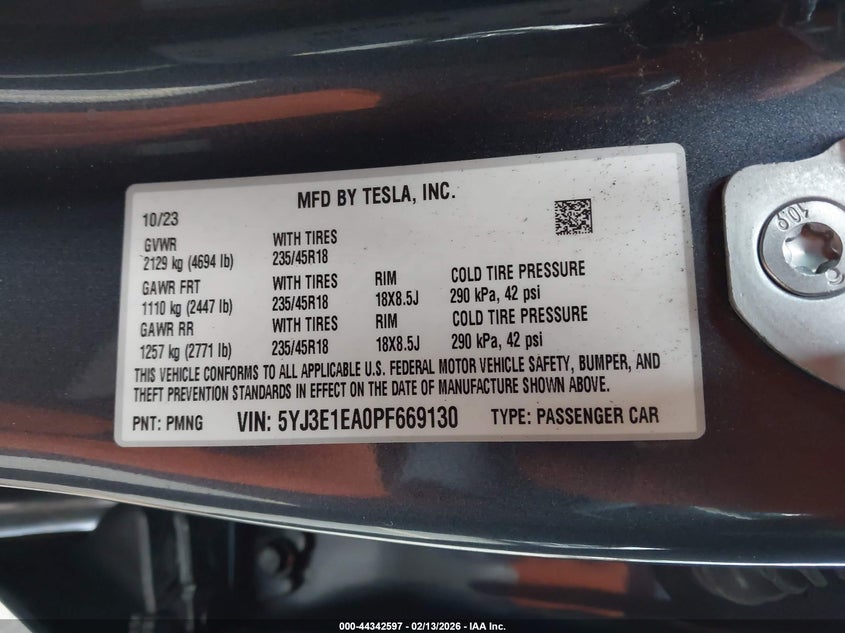 MFD BY TESLA, INC.
10/23
GVWR WITH TIRES
2129 kg (4694 lb) 235/45R18
GAWR FRT WITH TIRES RIM COLD TIRE PRESSURE
1110 kg (2447 lb) 235/45R18 18X8.5J 290 kPa, 42 psi
GAWR RR WITH TIRES RIM COLD TIRE PRESSURE
1257 kg (2771 lb) 235/45R18 18X8.5J 290 kPa, 42 psi
THIS VEHICLE CONFORMS TO ALL APPLICABLE U.S. FEDERAL MOTOR VEHICLE SAFETY, BUMPER, AND
THEFT PREVENTION STANDARDS IN EFFECT ON THE DATE OF MANUFACTURE SHOWN ABOVE.
PNT: PMNG VIN: 5YJ3E1EA0PF669130 TYPE: PASSENGER CAR
10.9
000-44342597 - 02/13/2026 - IAA Inc.